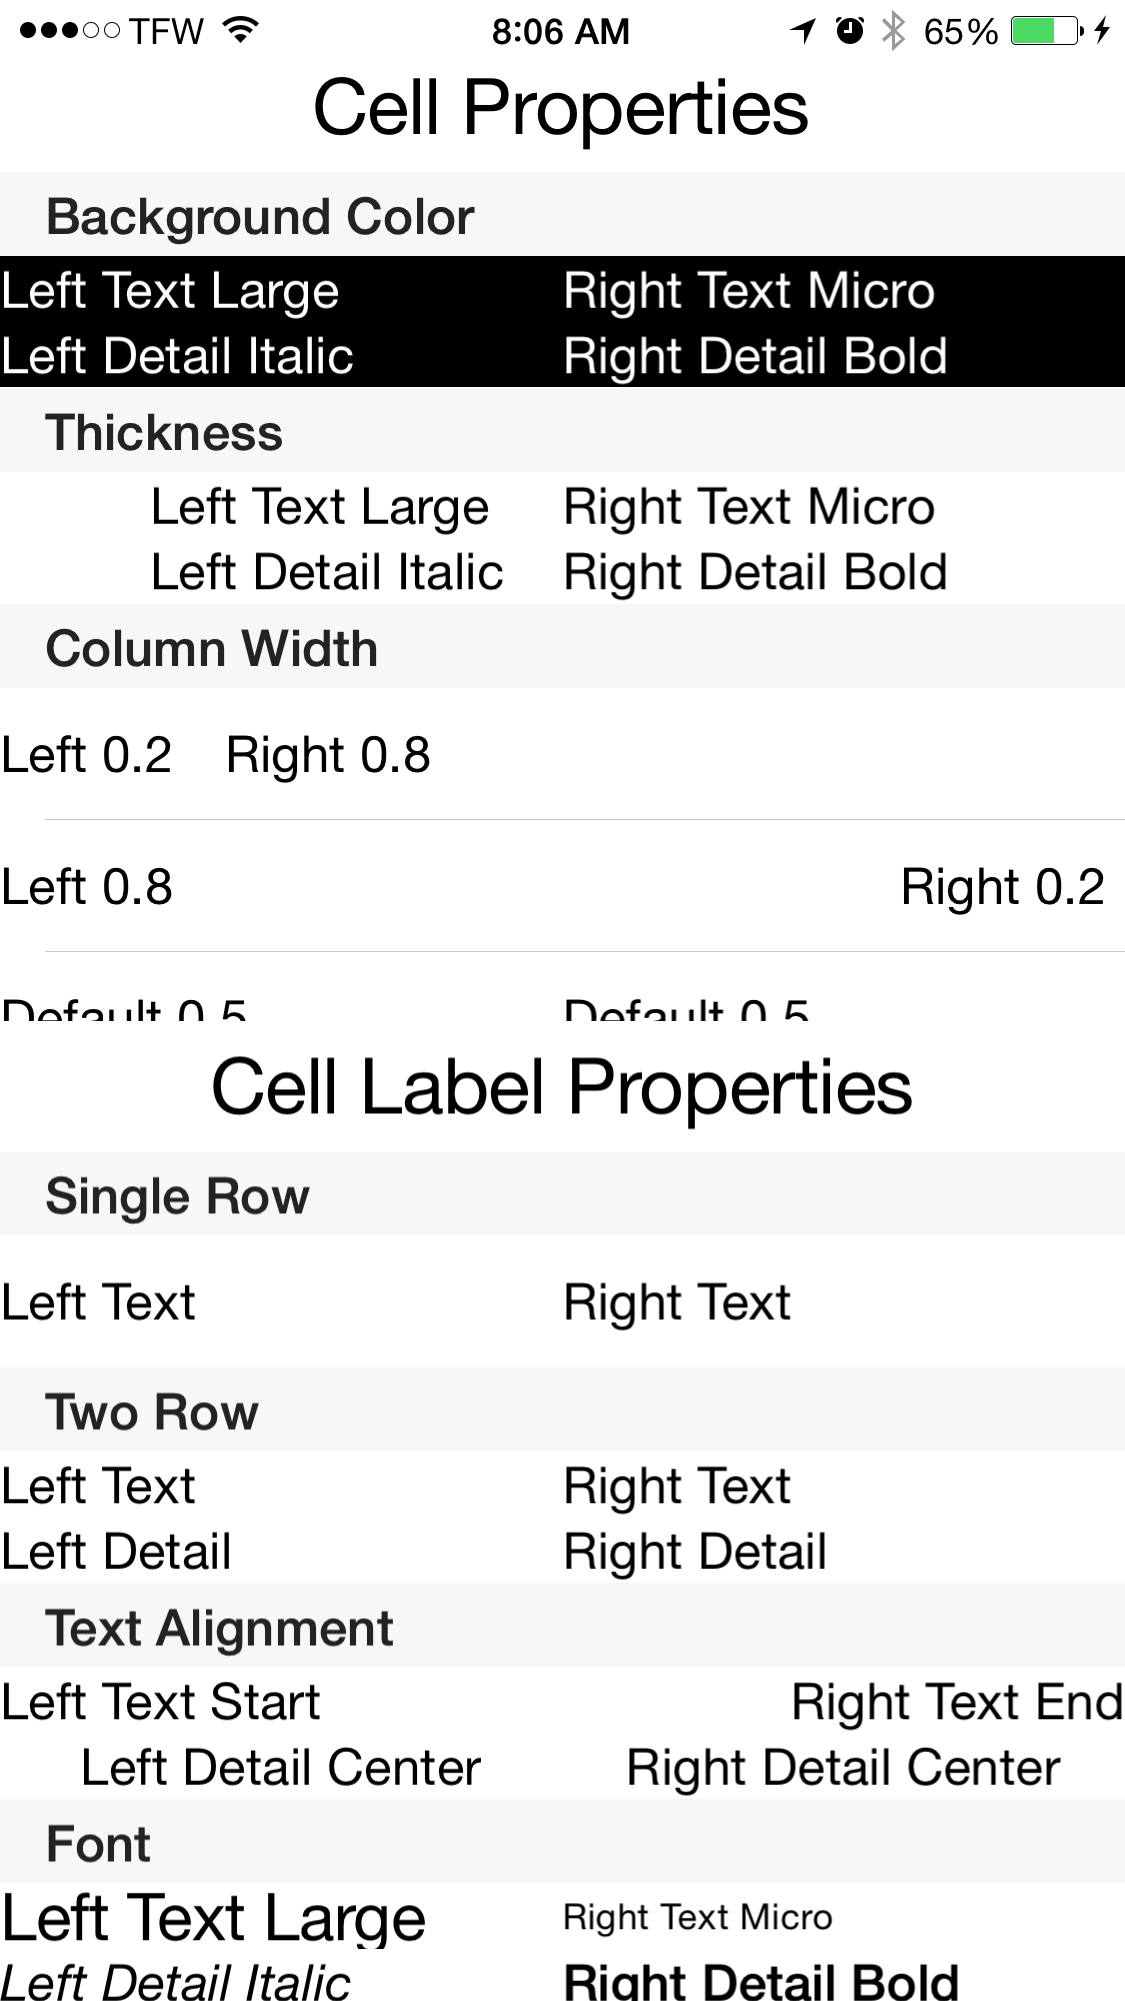 TFW 8:06 AM 65%
Cell Properties
Background Color
Left Text Large Right Text Micro
Left Detail Italic Right Detail Bold
Thickness
Left Text Large Right Text Micro
Left Detail Italic Right Detail Bold
Column Width
Left 0.2 Right 0.8
Left 0.8 Right 0.2
Default 0.5 Default 0.5
Cell Label Properties
Single Row
Left Text Right Text
Two Row
Left Text Right Text
Left Detail Right Detail
Text Alignment
Left Text Start Right Text End
Left Detail Center Right Detail Center
Font
Left Text Large Right Text Micro
Left Detail Italic Right Detail Bold